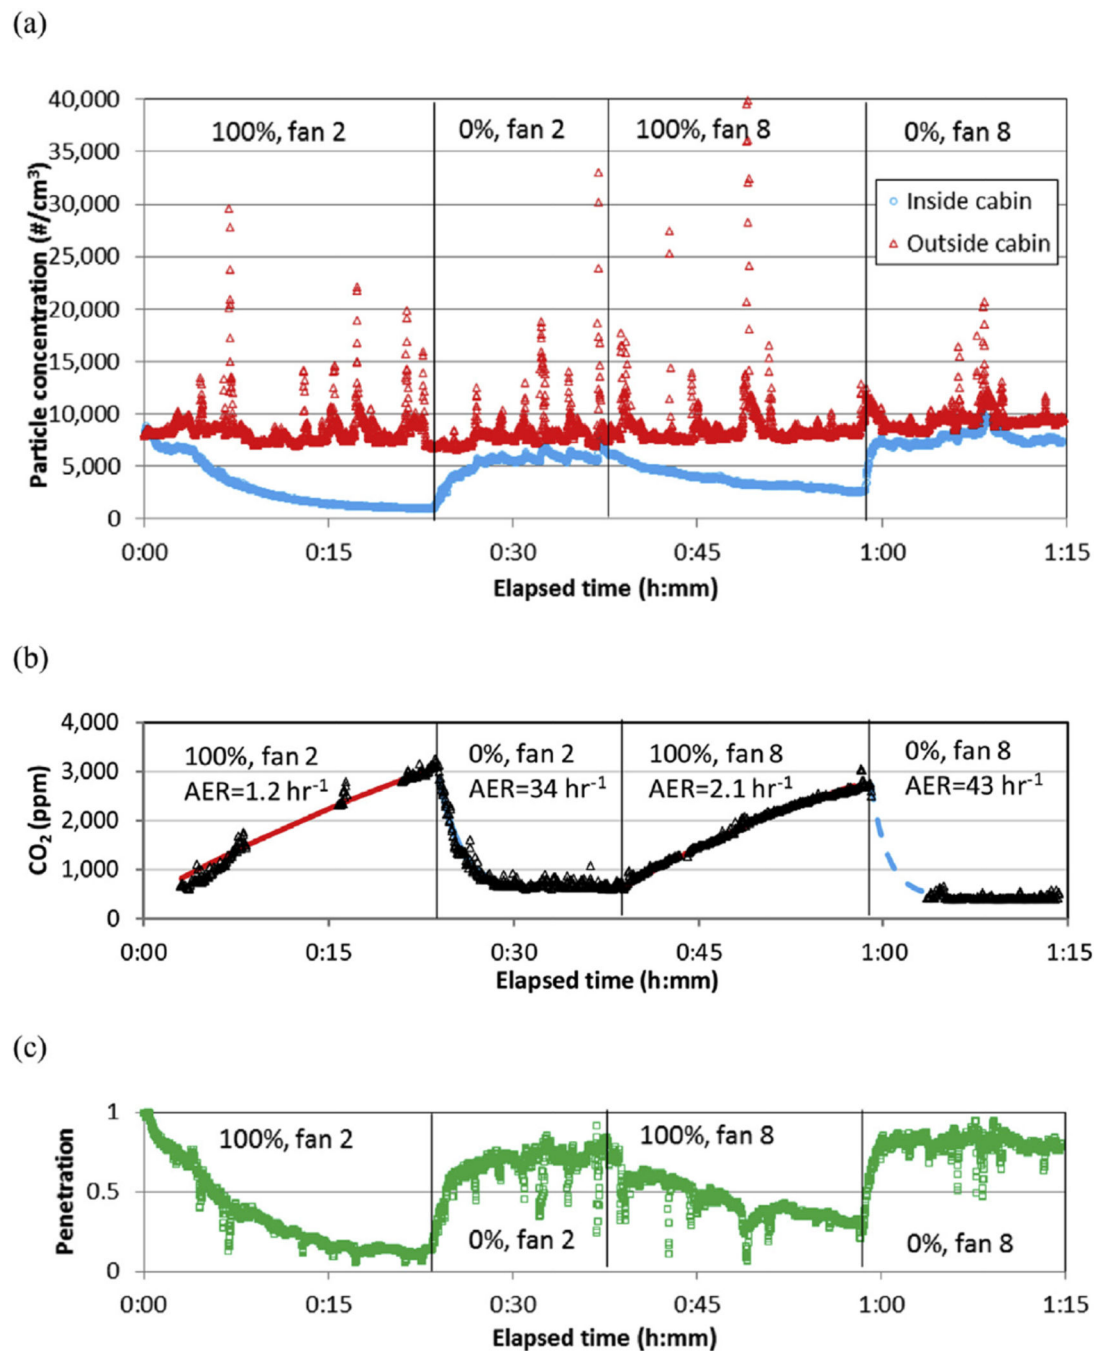 (a)
40,000
35,000
30,000
25,000
20,000
15,000
10,000
5,000
0
Particle concentration (#/cm³)
100%, fan 2
0%, fan 2
100%, fan 8
0%, fan 8
Inside cabin
Outside cabin
0:00
0:15
0:30
0:45
1:00
1:15
Elapsed time (h:mm)
(b)
4,000
3,000
2,000
1,000
0
CO₂ (ppm)
100%, fan 2
AER=1.2 hr⁻¹
0%, fan 2
AER=34 hr⁻¹
100%, fan 8
AER=2.1 hr⁻¹
0%, fan 8
AER=43 hr⁻¹
0:00
0:15
0:30
0:45
1:00
1:15
Elapsed time (h:mm)
(c)
1
0.5
0
Penetration
100%, fan 2
0%, fan 2
100%, fan 8
0%, fan 8
0:00
0:15
0:30
0:45
1:00
1:15
Elapsed time (h:mm)